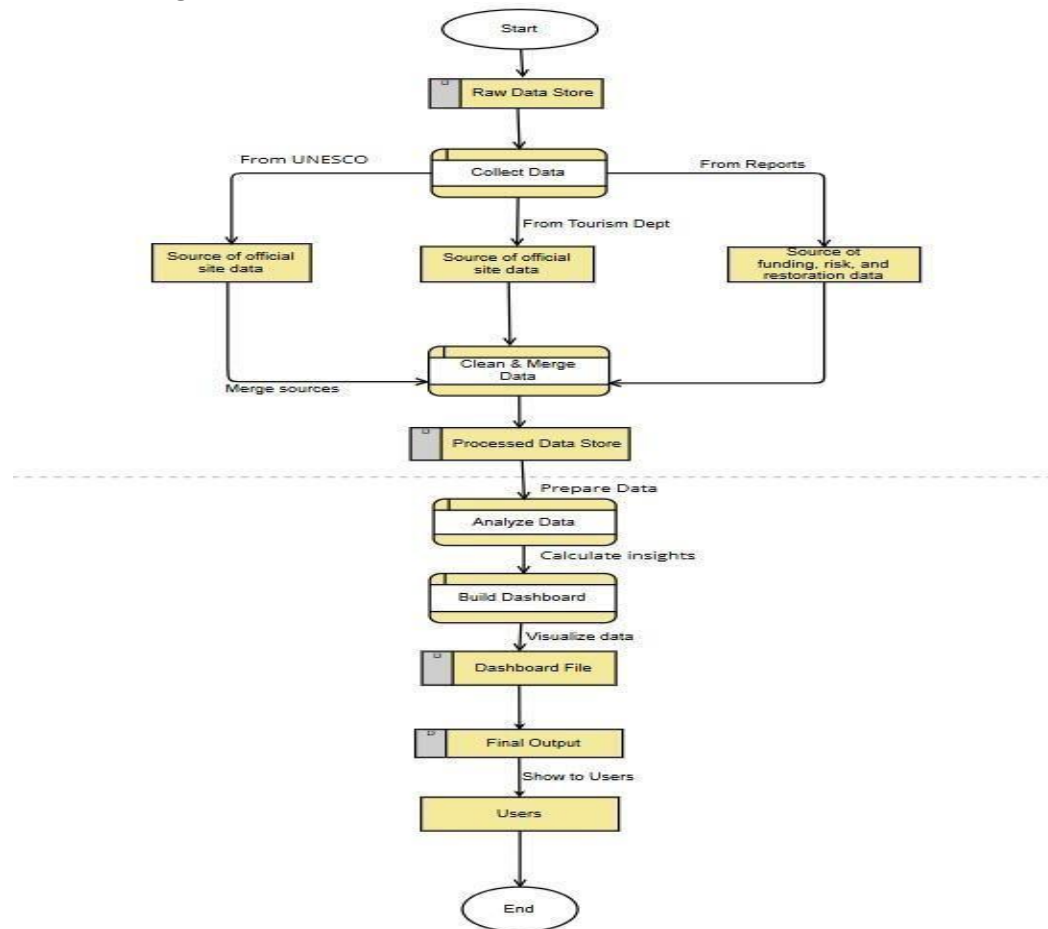 Start
D
Raw Data Store
From UNESCO
From Reports
Collect Data
From Tourism Dept
Source of official
site data
Source of official
site data
Source of
funding, risk, and
restoration data
Clean & Merge
Data
Merge sources
D
Processed Data Store
Prepare Data
Analyze Data
Calculate insights
Build Dashboard
Visualize data
D
Dashboard File
D
Final Output
Show to Users
Users
End